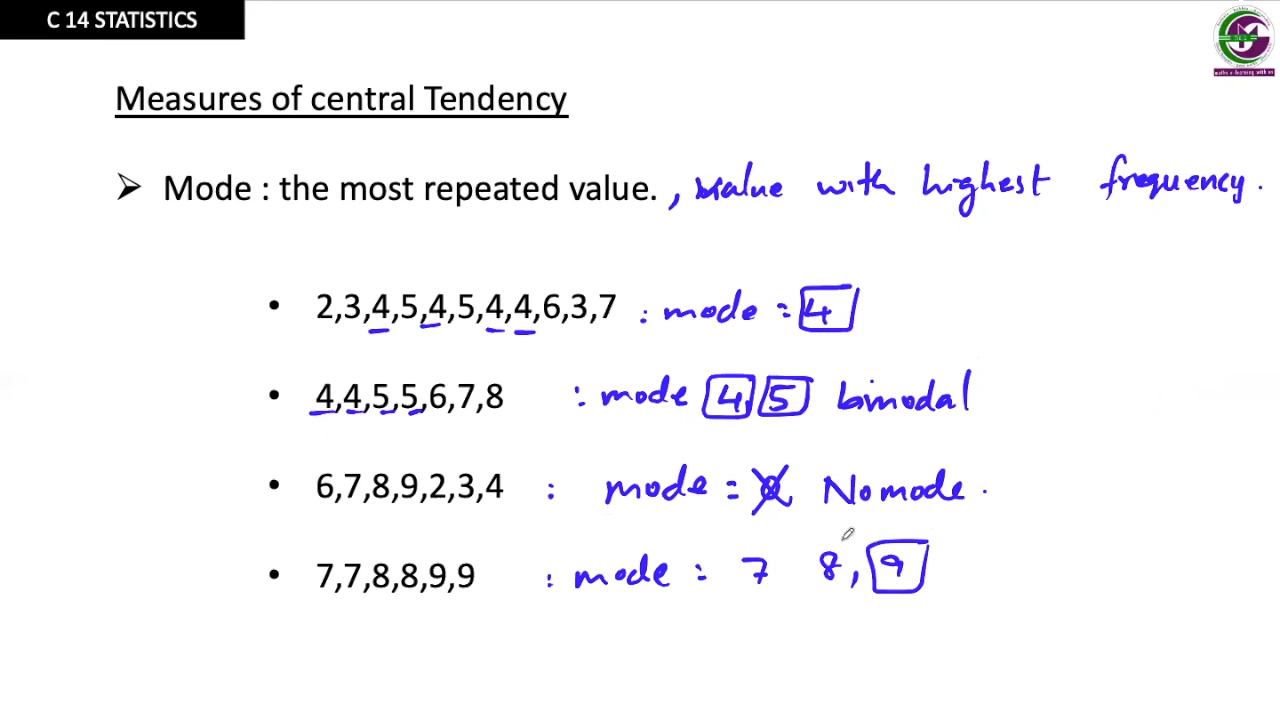 C 14 STATISTICS
Measures of central Tendency
➢ Mode : the most repeated value. , value with highest frequency.
• 2,3,4,5,4,5,4,4,6,3,7 : mode = 4
• 4,4,5,5,6,7,8 : mode 4, 5 bimodal
• 6,7,8,9,2,3,4 : mode = No mode.
• 7,7,8,8,9,9 : mode = 7 8, 9